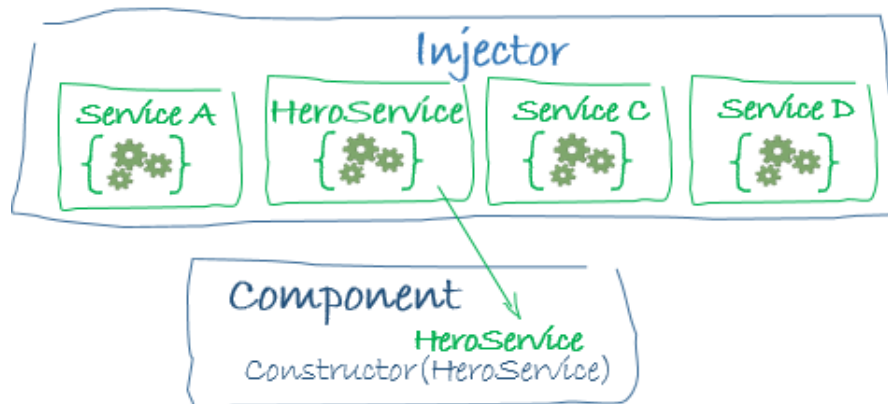 Injector
Service A HeroService Service C Service D
{ } { } { } { }
Component
HeroService
Constructor(HeroService)